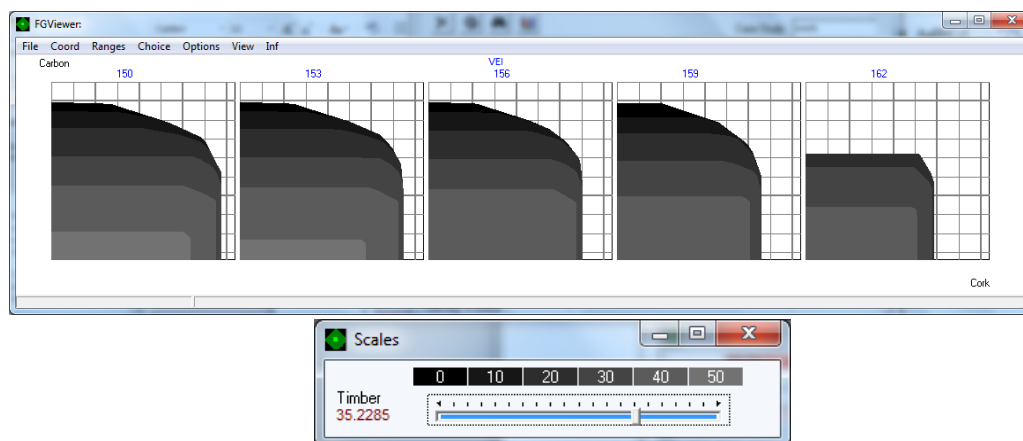 FGViewer:
File Coord Ranges Choice Options View Inf
Carbon
VEI
150 153 156 159 162
Cork
Scales
0 10 20 30 40 50
Timber
35.2285